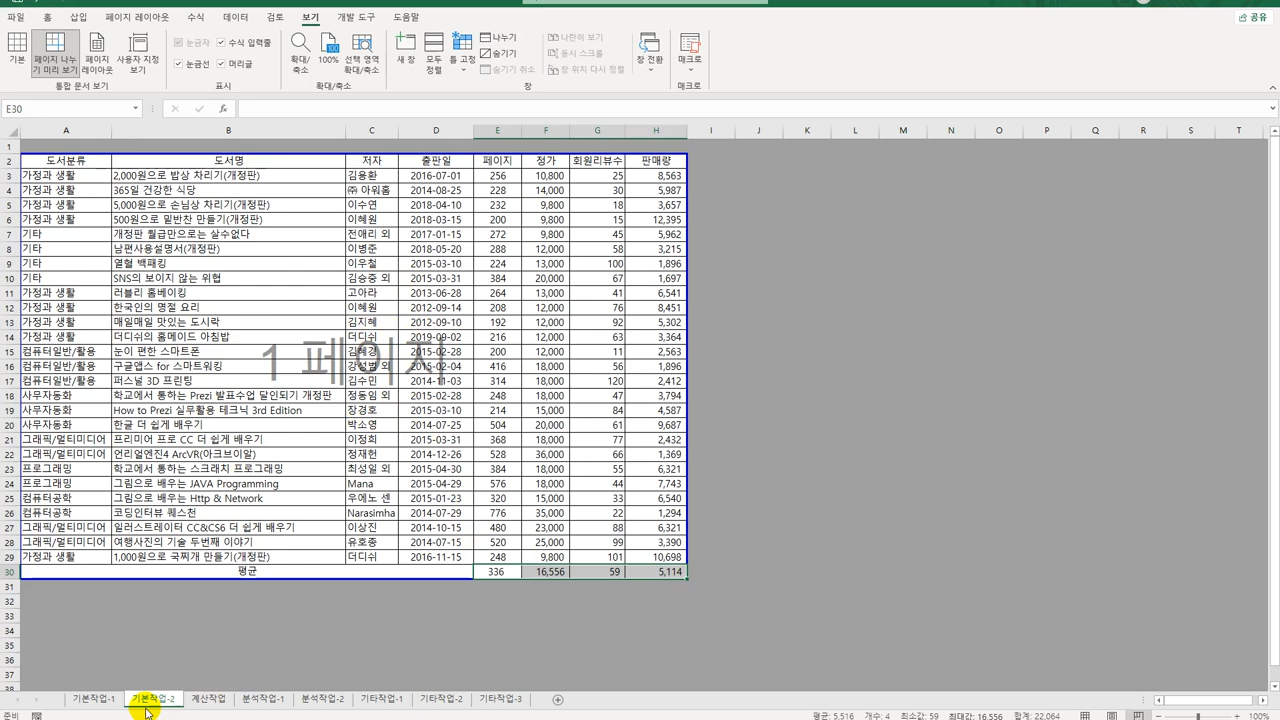 파일 홈 삽입 페이지 레이아웃 수식 데이터 검토 보기 개발 도구 도움말 공유
기본 페이지 나누기 미리 보기 페이지 레이아웃 사용자 지정 보기
통합 문서 보기
눈금자 수식 입력줄
눈금선 머리글
표시
확대/축소 100% 선택 영역 확대/축소
확대/축소
새 창 모두 정렬 틀 고정
나누기
숨기기
숨기기 취소
나란히 보기
동시 스크롤
창 위치 다시 정렬
창 전환
창
매크로
매크로
E30 fx
A B C D E F G H I J K L M N O P Q R S T
1
2 도서분류 도서명 저자 출판일 페이지 정가 회원리뷰수 판매량
3 가정과 생활 2,000원으로 밥상 차리기(개정판) 김용환 2016-07-01 256 10,800 25 8,563
4 가정과 생활 365일 건강한 식당 ㈜ 아워홈 2014-08-25 228 14,000 30 5,987
5 가정과 생활 5,000원으로 손님상 차리기(개정판) 이수연 2018-04-10 232 9,800 18 3,657
6 가정과 생활 500원으로 밑반찬 만들기(개정판) 이혜원 2018-03-15 200 9,800 15 12,395
7 기타 개정판 월급만으로는 살수없다 전애리 외 2017-01-15 272 9,800 45 5,962
8 기타 남편사용설명서(개정판) 이병준 2018-05-20 288 12,000 58 3,215
9 기타 열혈 백패킹 이우철 2015-03-10 224 13,000 100 1,896
10 기타 SNS의 보이지 않는 위협 김승중 외 2015-03-31 384 20,000 67 1,697
11 가정과 생활 러블리 홈베이킹 고아라 2013-06-28 264 13,000 41 6,541
12 가정과 생활 한국인의 명절 요리 이혜원 2012-09-14 208 12,000 76 8,451
13 가정과 생활 매일매일 맛있는 도시락 김지혜 2012-09-10 192 12,000 92 5,302
14 가정과 생활 더디쉬의 홈메이드 아침밥 더디쉬 2019-09-02 216 12,000 63 3,364
15 컴퓨터일반/활용 눈이 편한 스마트폰 김혜경 2015-02-28 200 12,000 11 2,563
1 페이지
16 컴퓨터일반/활용 구글앱스 for 스마트워킹 강성범 외 2015-02-04 416 18,000 56 1,896
17 컴퓨터일반/활용 퍼스널 3D 프린팅 김수민 2014-11-03 314 18,000 120 2,412
18 사무자동화 학교에서 통하는 Prezi 발표수업 달인되기 개정판 정동임 외 2015-02-28 248 18,000 47 3,794
19 사무자동화 How to Prezi 실무활용 테크닉 3rd Edition 장경호 2015-03-10 214 15,000 84 4,587
20 사무자동화 한글 더 쉽게 배우기 박소영 2014-07-25 504 20,000 61 9,687
21 그래픽/멀티미디어 프리미어 프로 CC 더 쉽게 배우기 이정희 2015-03-31 368 18,000 77 2,432
22 그래픽/멀티미디어 언리얼엔진4 ArcVR(아크브이알) 정재헌 2014-12-26 528 36,000 66 1,369
23 프로그래밍 학교에서 통하는 스크래치 프로그래밍 최성일 외 2015-04-30 384 18,000 55 6,321
24 프로그래밍 그림으로 배우는 JAVA Programming Mana 2015-04-29 576 18,000 44 7,743
25 컴퓨터공학 그림으로 배우는 Http & Network 우에노 센 2015-01-23 320 15,000 33 6,540
26 컴퓨터공학 코딩인터뷰 퀘스천 Narasimha 2014-07-29 776 35,000 22 1,294
27 그래픽/멀티미디어 일러스트레이터 CC&CS6 더 쉽게 배우기 이상진 2014-10-15 480 23,000 88 6,321
28 그래픽/멀티미디어 여행사진의 기술 두번째 이야기 유호종 2014-07-15 520 25,000 99 3,390
29 가정과 생활 1,000원으로 국찌개 만들기(개정판) 더디쉬 2016-11-15 248 9,800 101 10,698
30 평균 336 16,556 59 5,114
31
32
33
34
35
36
37
38
기본작업-1 기본작업-2 계산작업 분석작업-1 분석작업-2 기타작업-1 기타작업-2 기타작업-3
준비 평균: 5,516 개수: 4 최소값: 59 최대값: 16,556 합계: 22,064 100%